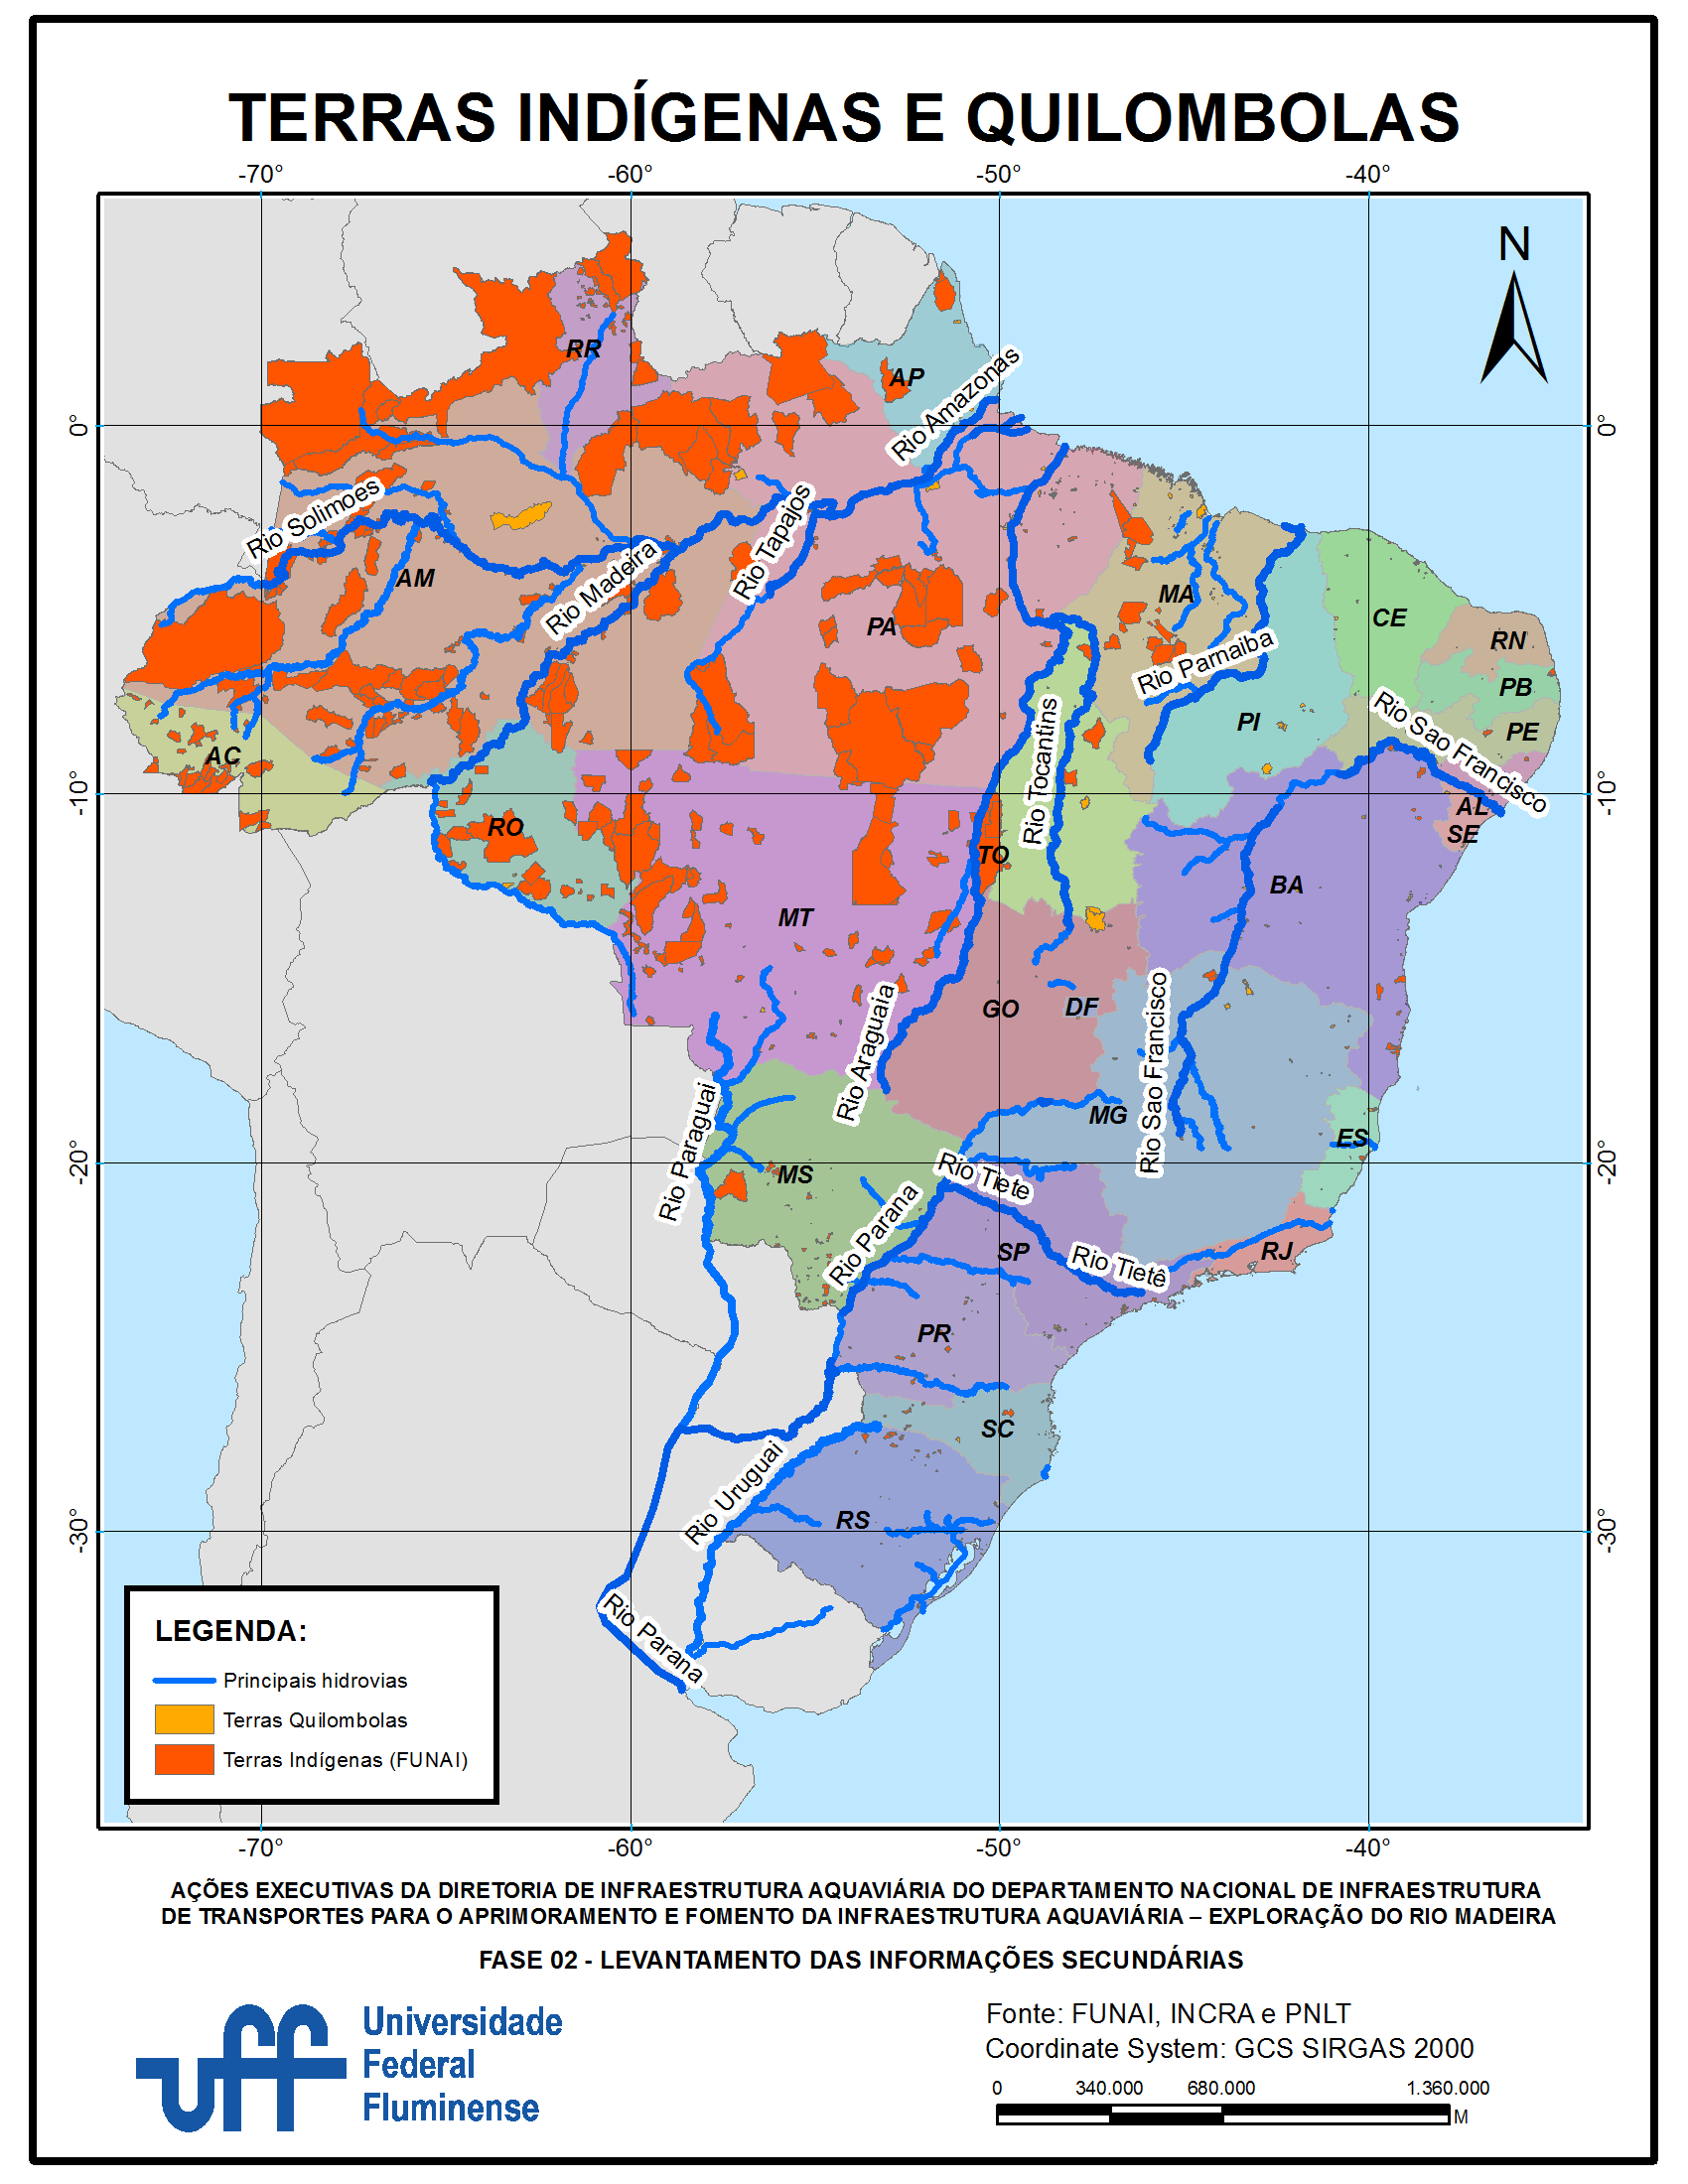 TERRAS INDÍGENAS E QUILOMBOLAS
-70° -60° -50° -40°
N
RR
AP
Rio Amazonas
0° 0°
Rio Solimoes
Rio Tapajos
Rio Madeira
AM
MA
PA
CE
RN
Rio Parnaiba
PB
Rio Sao Francisco
PI
PE
Rio Tocantins
AC
-10° -10°
AL
RO
SE
TO
BA
MT
GO
DF
Rio Sao Francisco
Rio Araguaia
MG
Rio Paraguai
ES
-20° -20°
MS
Rio Tiete
Rio Parana
SP
RJ
Rio Tietê
PR
SC
Rio Uruguai
RS
-30° -30°
Rio Parana
LEGENDA:
Principais hidrovias
Terras Quilombolas
Terras Indígenas (FUNAI)
-70° -60° -50° -40°
AÇÕES EXECUTIVAS DA DIRETORIA DE INFRAESTRUTURA AQUAVIÁRIA DO DEPARTAMENTO NACIONAL DE INFRAESTRUTURA
DE TRANSPORTES PARA O APRIMORAMENTO E FOMENTO DA INFRAESTRUTURA AQUAVIÁRIA – EXPLORAÇÃO DO RIO MADEIRA
FASE 02 - LEVANTAMENTO DAS INFORMAÇÕES SECUNDÁRIAS
uff
Universidade
Federal
Fluminense
Fonte: FUNAI, INCRA e PNLT
Coordinate System: GCS SIRGAS 2000
0 340.000 680.000 1.360.000
M